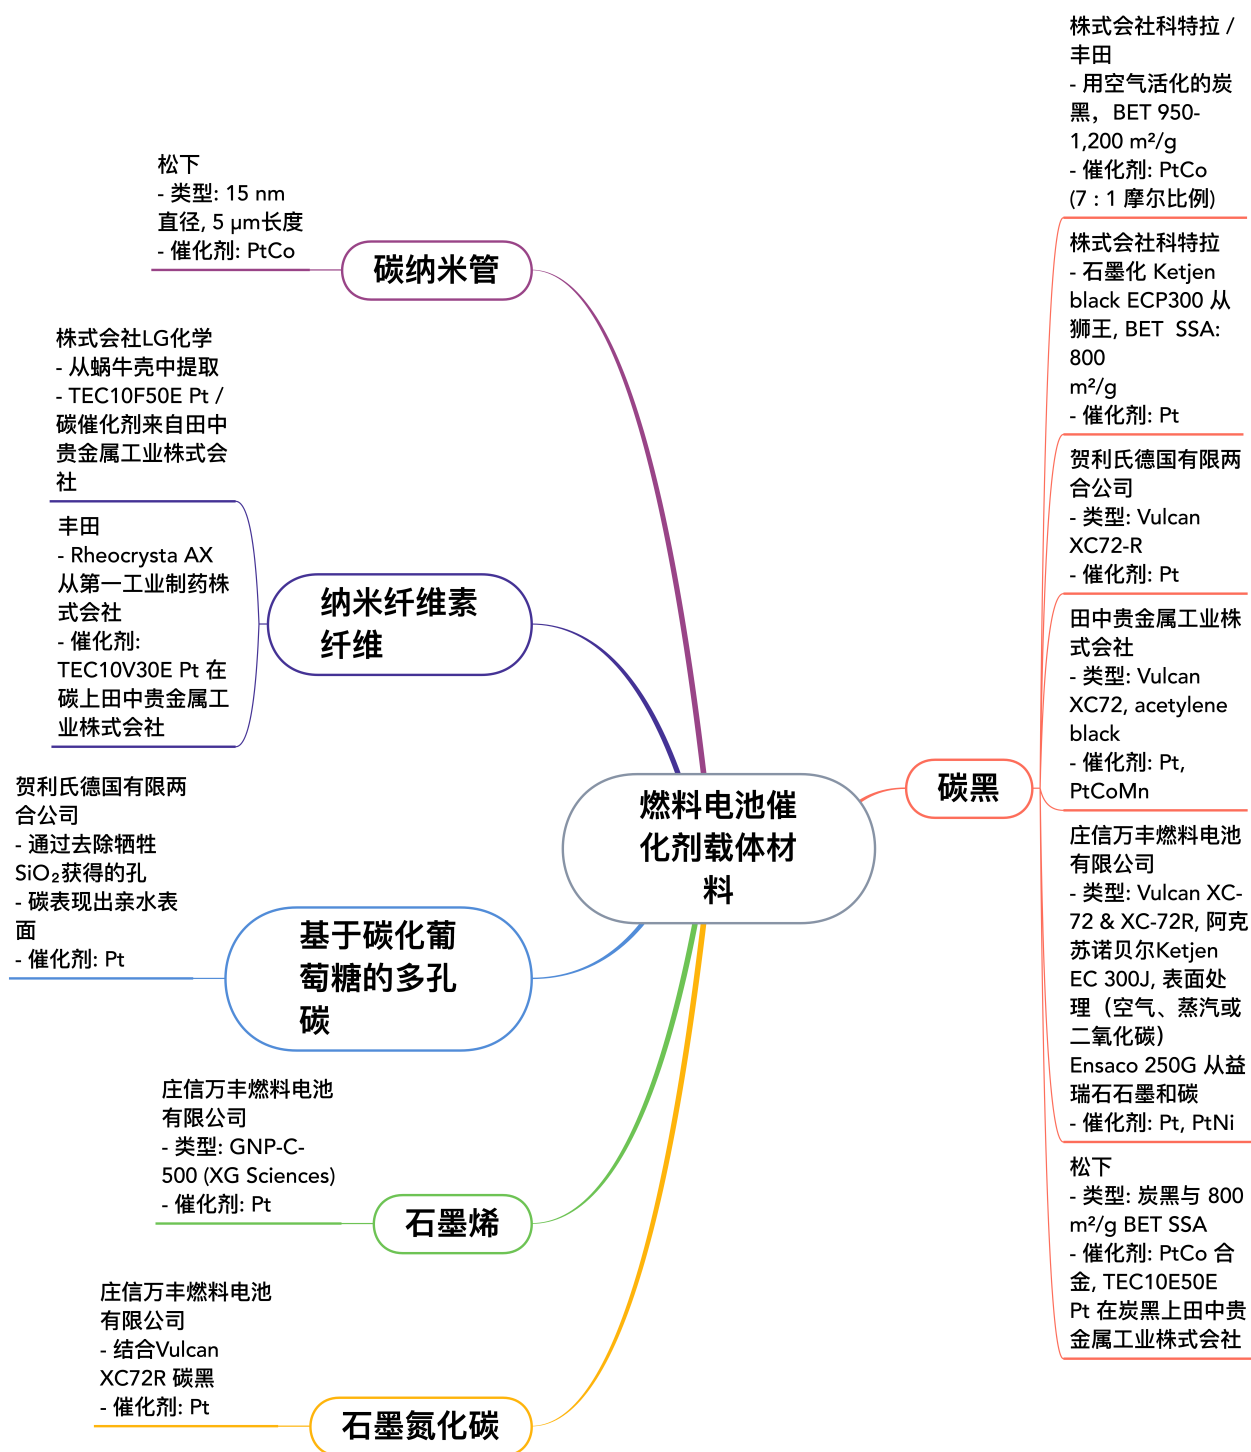 燃料电池催
化剂载体材
料
碳纳米管
松下
- 类型: 15 nm
直径, 5 μm长度
- 催化剂: PtCo
纳米纤维素
纤维
株式会社LG化学
- 从蜗牛壳中提取
- TEC10F50E Pt /
碳催化剂来自田中
贵金属工业株式会
社
丰田
- Rheocrysta AX
从第一工业制药株
式会社
- 催化剂:
TEC10V30E Pt 在
碳上田中贵金属工
业株式会社
基于碳化葡
萄糖的多孔
碳
贺利氏德国有限两
合公司
- 通过去除牺牲
SiO₂获得的孔
- 碳表现出亲水表
面
- 催化剂: Pt
石墨烯
庄信万丰燃料电池
有限公司
- 类型: GNP-C-
500 (XG Sciences)
- 催化剂: Pt
石墨氮化碳
庄信万丰燃料电池
有限公司
- 结合Vulcan
XC72R 碳黑
- 催化剂: Pt
碳黑
株式会社科特拉 /
丰田
- 用空气活化的炭
黑，BET 950-
1,200 m²/g
- 催化剂: PtCo
(7 : 1 摩尔比例)
株式会社科特拉
- 石墨化 Ketjen
black ECP300 从
狮王, BET  SSA:
800
m²/g
- 催化剂: Pt
贺利氏德国有限两
合公司
- 类型: Vulcan
XC72-R
- 催化剂: Pt
田中贵金属工业株
式会社
- 类型: Vulcan
XC72, acetylene
black
- 催化剂: Pt,
PtCoMn
庄信万丰燃料电池
有限公司
- 类型: Vulcan XC-
72 & XC-72R, 阿克
苏诺贝尔Ketjen
EC 300J, 表面处
理（空气、蒸汽或
二氧化碳）
Ensaco 250G 从益
瑞石石墨和碳
- 催化剂: Pt, PtNi
松下
- 类型: 炭黑与 800
m²/g BET SSA
- 催化剂: PtCo 合
金, TEC10E50E
Pt 在炭黑上田中贵
金属工业株式会社